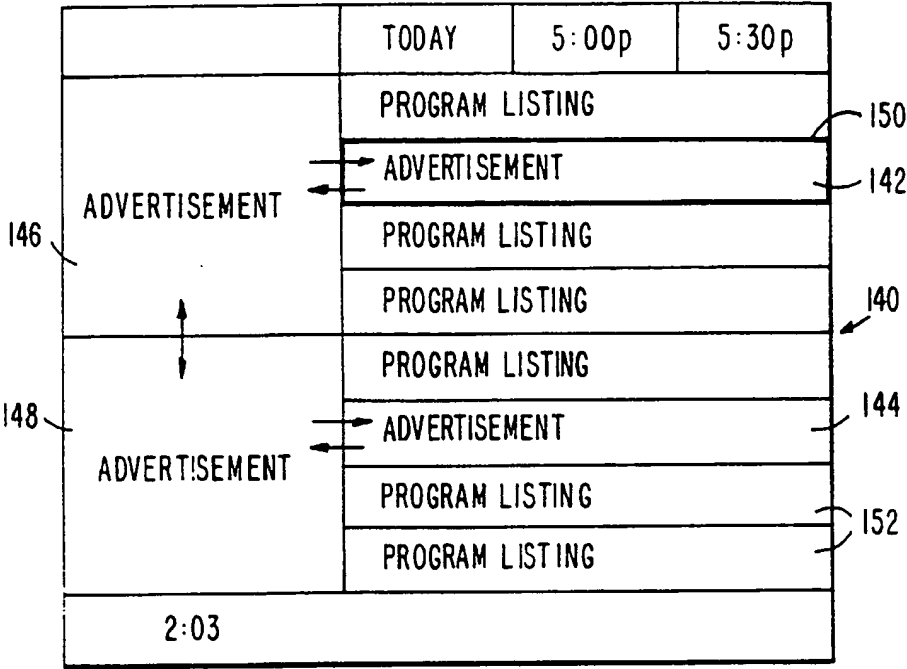 TODAY 5:00p 5:30p
PROGRAM LISTING
150
ADVERTISEMENT
142
ADVERTISEMENT
146
PROGRAM LISTING
PROGRAM LISTING
140
PROGRAM LISTING
148
ADVERTISEMENT
144
ADVERTISEMENT
PROGRAM LISTING
152
PROGRAM LISTING
2:03